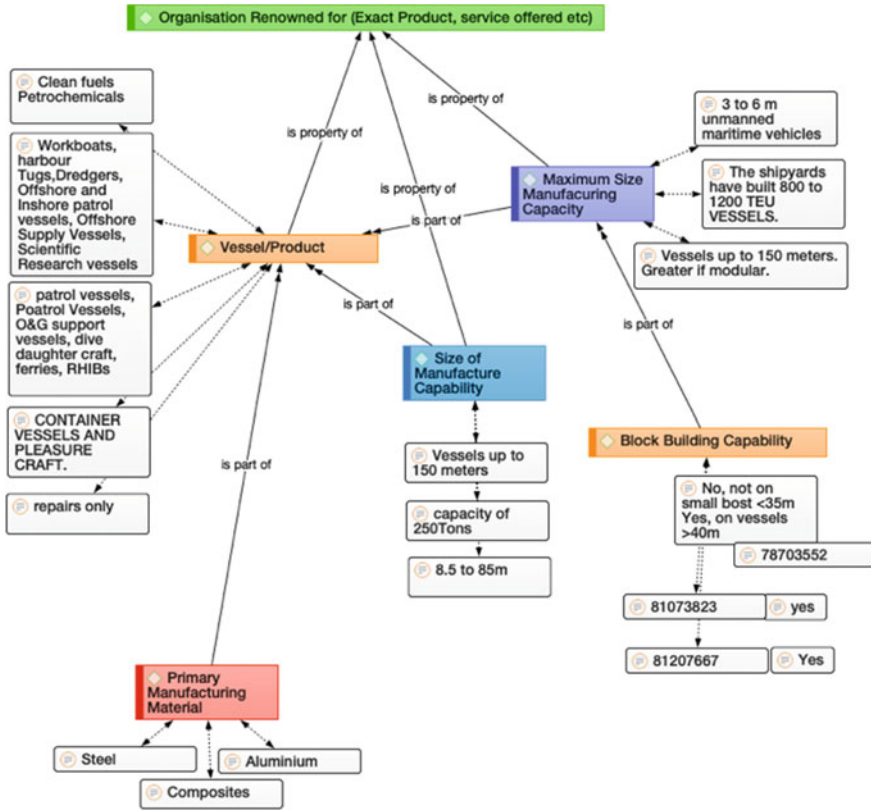 Organisation Renowned for (Exact Product, service offered etc)
Clean fuels
Petrochemicals
is property of
3 to 6 m
unmanned
maritime vehicles
is property of
Workboats,
harbour
Tugs,Dredgers,
Offshore and
Inshore patrol
vessels, Offshore
Supply Vessels,
Scientific
Research vessels
Maximum Size
Manufacuring
Capacity
The shipyards
have built 800 to
1200 TEU
VESSELS.
is property of
is part of
Vessel/Product
Vessels up to 150 meters.
Greater if modular.
patrol vessels,
Poatrol Vessels,
O&G support
vessels, dive
daughter craft,
ferries, RHIBs
is part of
is part of
Size of
Manufacture
Capability
CONTAINER
VESSELS AND
PLEASURE
CRAFT.
Block Building Capability
is part of
Vessels up to
150 meters
repairs only
No, not on
small bost <35m
Yes, on vessels
>40m
capacity of
250Tons
78703552
8.5 to 85m
81073823
yes
81207667
Yes
Primary
Manufacturing
Material
Steel
Aluminium
Composites